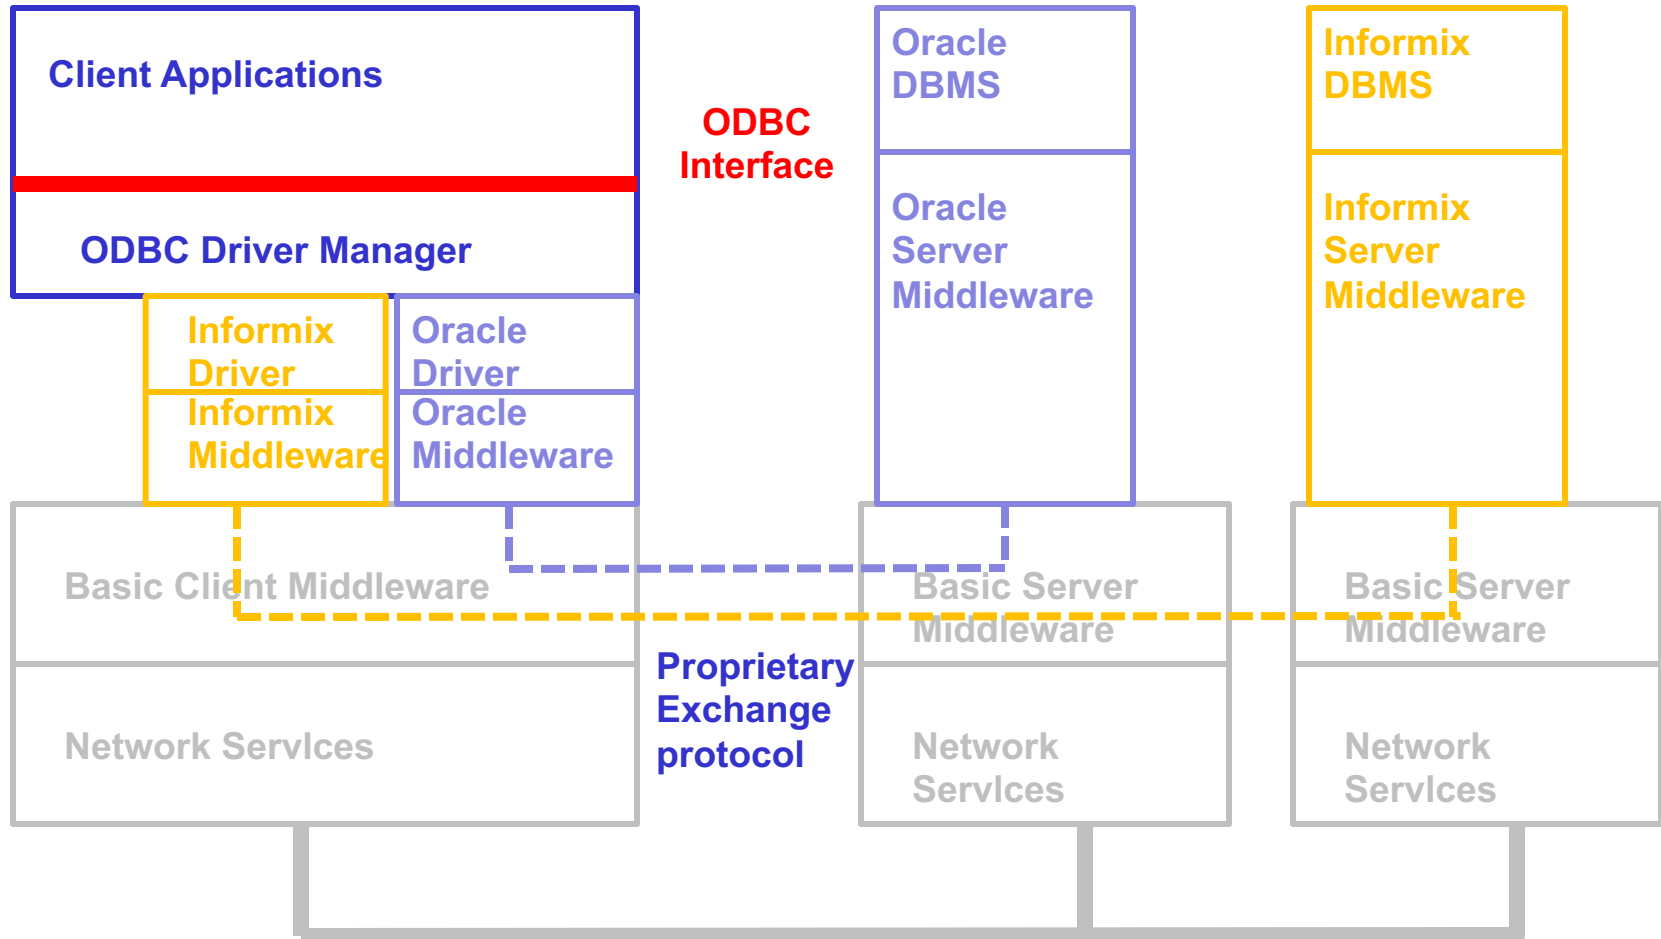 Client Applications
ODBC
Interface
ODBC Driver Manager
Informix
Driver
Informix
Middleware
Oracle
Driver
Oracle
Middleware
Oracle
DBMS
Oracle
Server
Middleware
Informix
DBMS
Informix
Server
Middleware
Basic Client Middleware
Network ServIces
Proprietary
Exchange
protocol
Basic Server
Middleware
Network
ServIces
Basic Server
Middleware
Network
ServIces